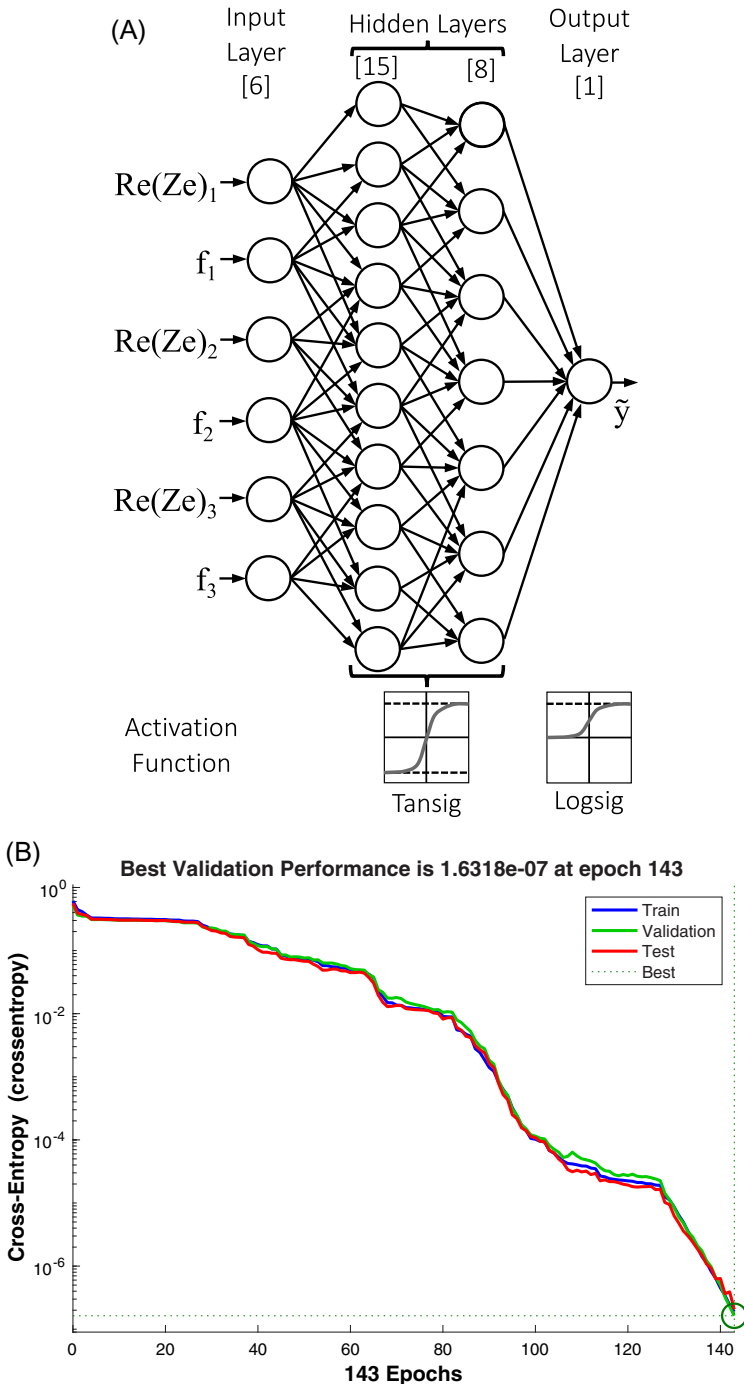 (A)
Input
Layer
[6]
Hidden Layers
[15]
[8]
Output
Layer
[1]
Re(Ze)₁
f₁
Re(Ze)₂
f₂
Re(Ze)₃
f₃
ỹ
Activation
Function
Tansig
Logsig
(B)
Best Validation Performance is 1.6318e-07 at epoch 143
Cross-Entropy (crossentropy)
10⁰
10⁻²
10⁻⁴
10⁻⁶
Train
Validation
Test
Best
0 20 40 60 80 100 120 140
143 Epochs